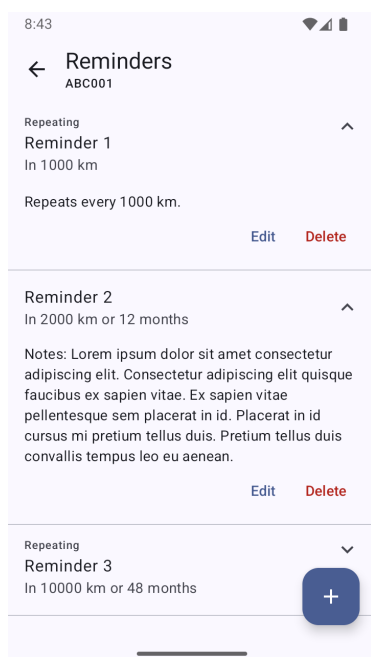 8:43
Reminders
ABC001
Repeating
Reminder 1
In 1000 km
Repeats every 1000 km.
Edit Delete
Reminder 2
In 2000 km or 12 months
Notes: Lorem ipsum dolor sit amet consectetur
adipiscing elit. Consectetur adipiscing elit quisque
faucibus ex sapien vitae. Ex sapien vitae
pellentesque sem placerat in id. Placerat in id
cursus mi pretium tellus duis. Pretium tellus duis
convallis tempus leo eu aenean.
Edit Delete
Repeating
Reminder 3
In 10000 km or 48 months
+